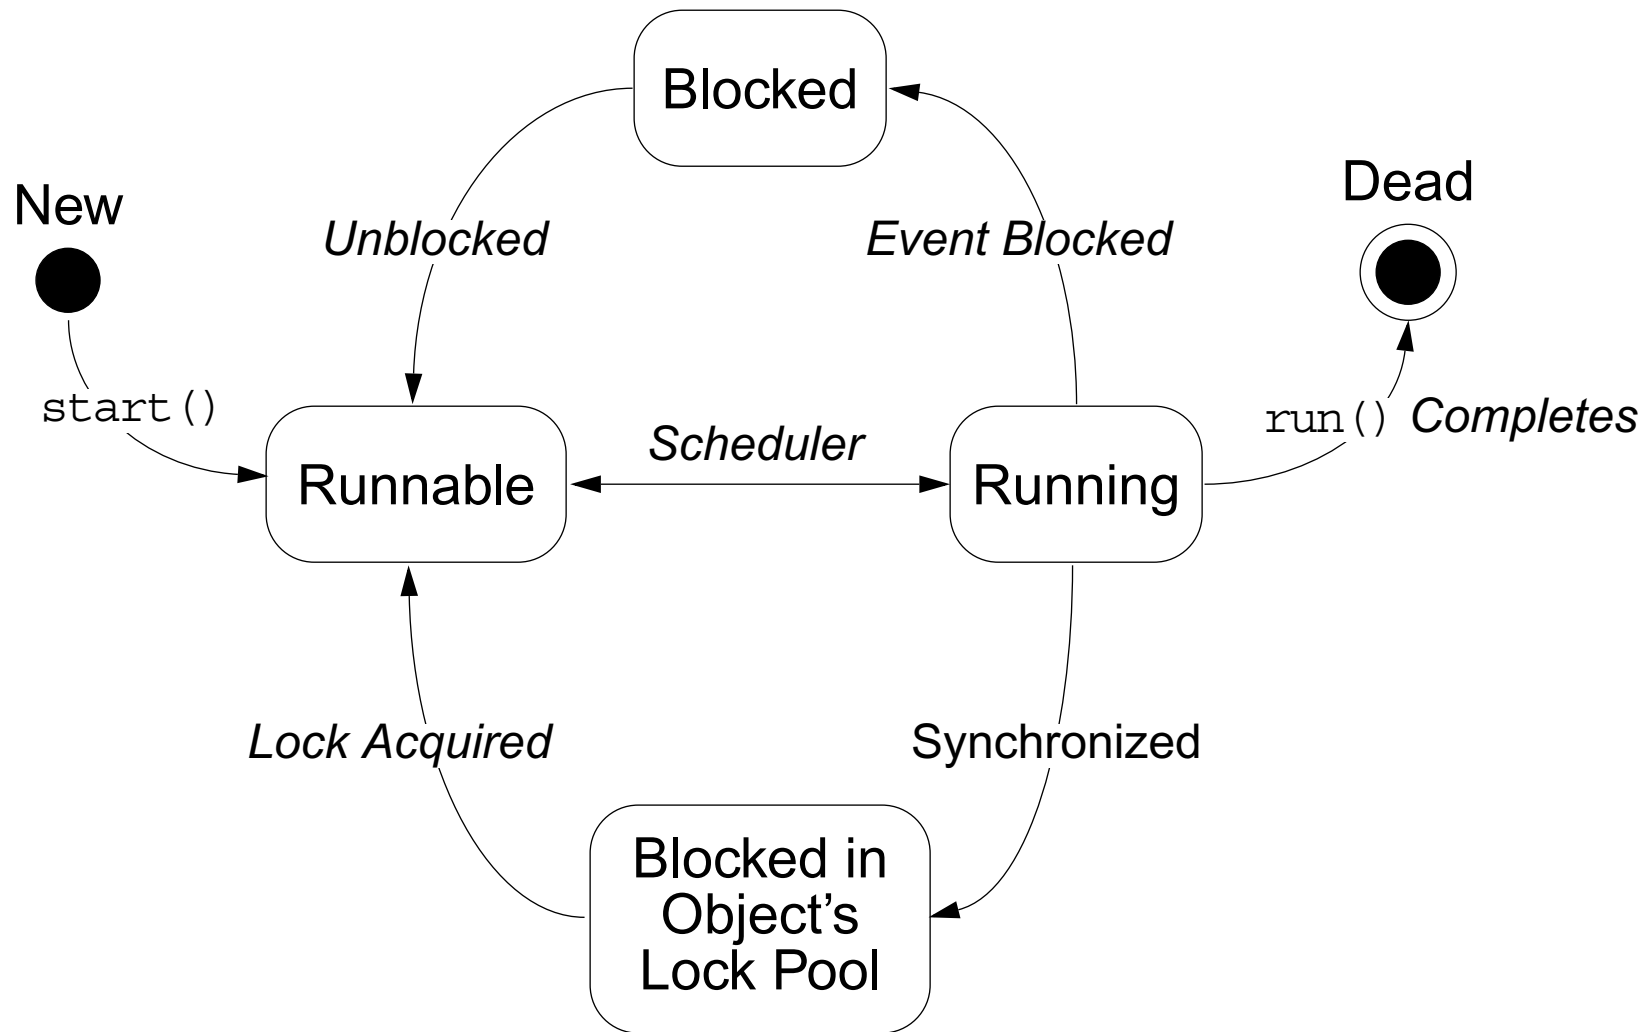 Blocked
New
Dead
Unblocked
Event Blocked
start()
Scheduler
run() Completes
Runnable
Running
Lock Acquired
Synchronized
Blocked in
Object’s
Lock Pool